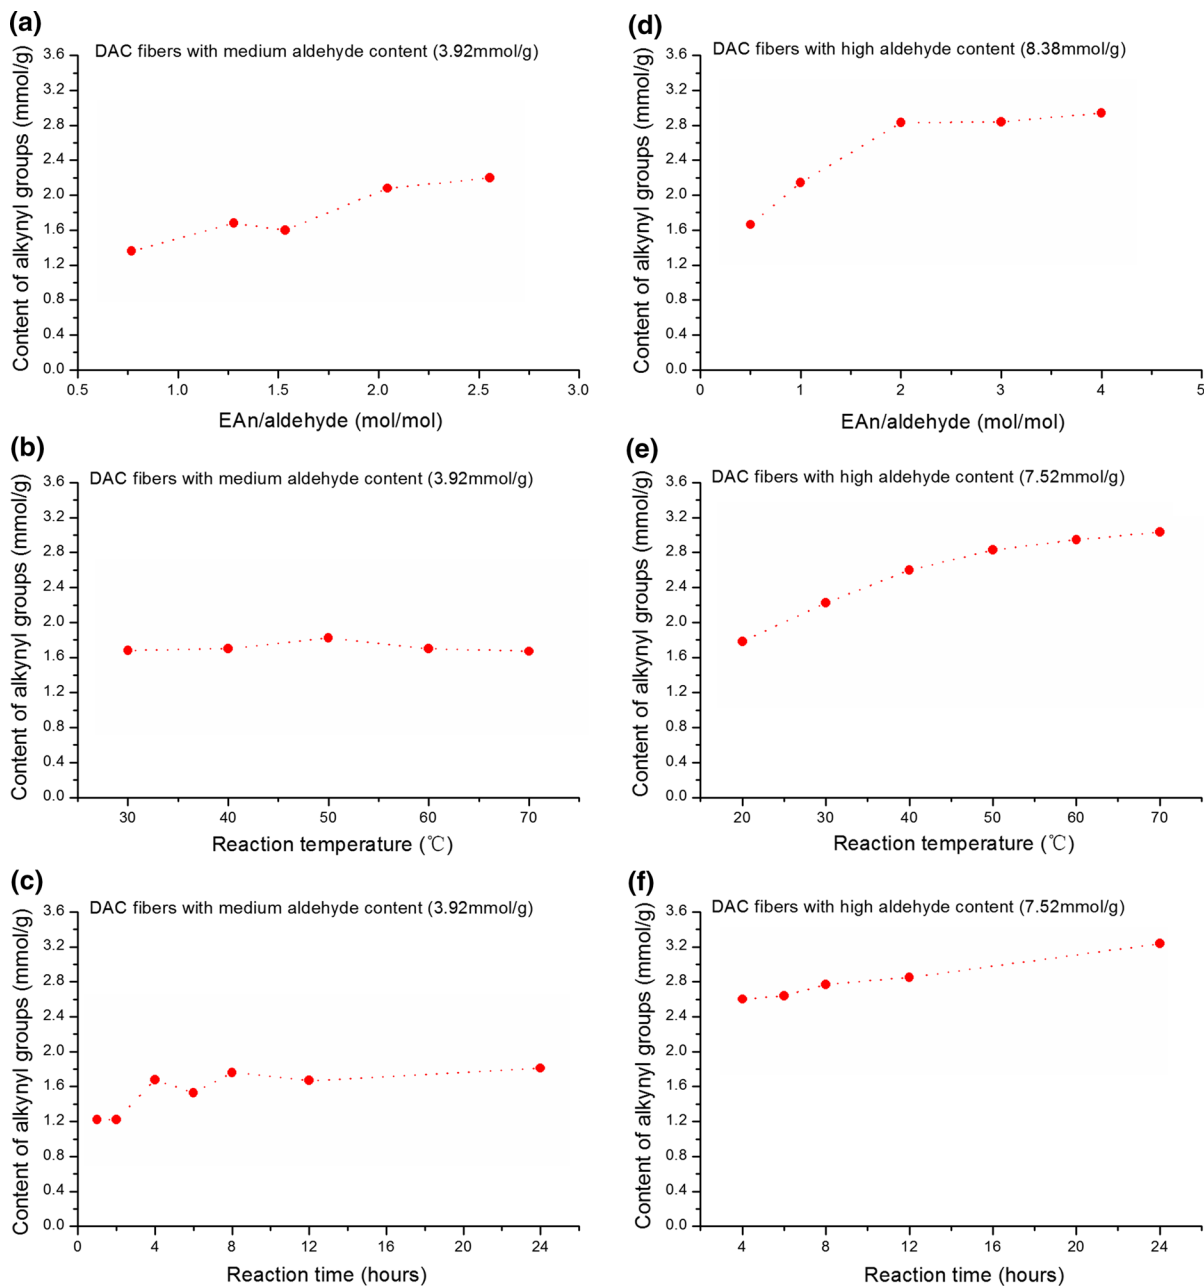 (a)
DAC fibers with medium aldehyde content (3.92mmol/g)
Content of alkynyl groups (mmol/g)
3.6
3.2
2.8
2.4
2.0
1.6
1.2
0.8
0.4
0.0
0.5 1.0 1.5 2.0 2.5 3.0
EAn/aldehyde (mol/mol)
(d)
DAC fibers with high aldehyde content (8.38mmol/g)
Content of alkynyl groups (mmol/g)
3.6
3.2
2.8
2.4
2.0
1.6
1.2
0.8
0.4
0.0
0 1 2 3 4 5
EAn/aldehyde (mol/mol)
(b)
DAC fibers with medium aldehyde content (3.92mmol/g)
Content of alkynyl groups (mmol/g)
3.6
3.2
2.8
2.4
2.0
1.6
1.2
0.8
0.4
0.0
30 40 50 60 70
Reaction temperature (℃)
(e)
DAC fibers with high aldehyde content (7.52mmol/g)
Content of alkynyl groups (mmol/g)
3.6
3.2
2.8
2.4
2.0
1.6
1.2
0.8
0.4
0.0
20 30 40 50 60 70
Reaction temperature (℃)
(c)
DAC fibers with medium aldehyde content (3.92mmol/g)
Content of alkynyl groups (mmol/g)
3.6
3.2
2.8
2.4
2.0
1.6
1.2
0.8
0.4
0.0
0 4 8 12 16 20 24
Reaction time (hours)
(f)
DAC fibers with high aldehyde content (7.52mmol/g)
Content of alkynyl groups (mmol/g)
3.6
3.2
2.8
2.4
2.0
1.6
1.2
0.8
0.4
0.0
4 8 12 16 20 24
Reaction time (hours)